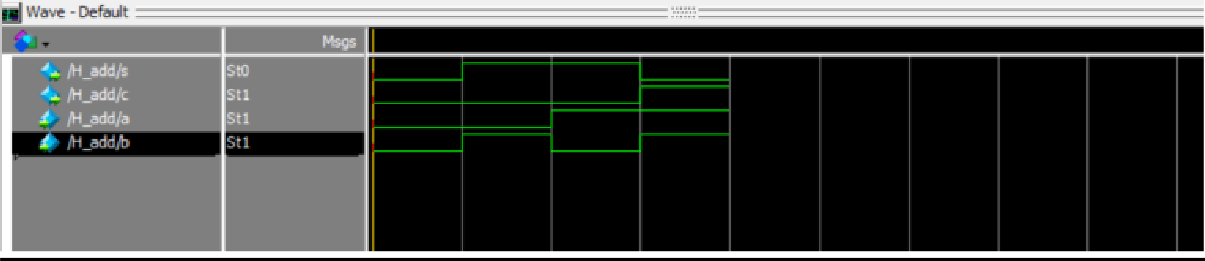 Wave - Default
Msgs
/H_add/s St0
/H_add/c St1
/H_add/a St1
/H_add/b St1